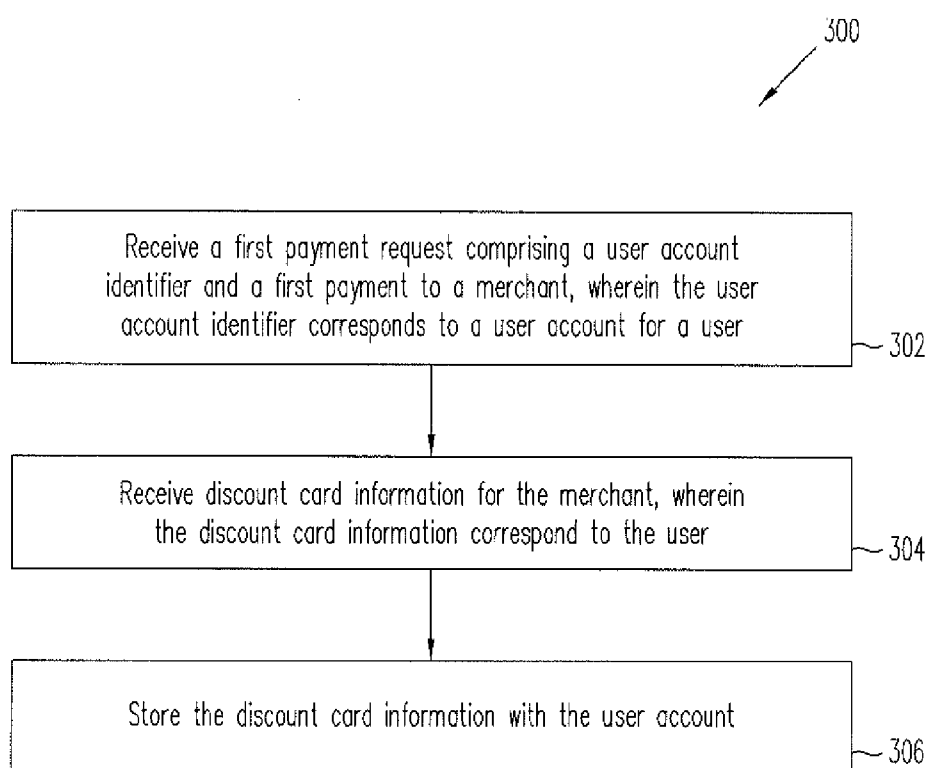 300
Receive a first payment request comprising a user account
identifier and a first payment to a merchant, wherein the user
account identifier corresponds to a user account for a user
302
Receive discount card information for the merchant, wherein
the discount card information correspond to the user
304
Store the discount card information with the user account
306